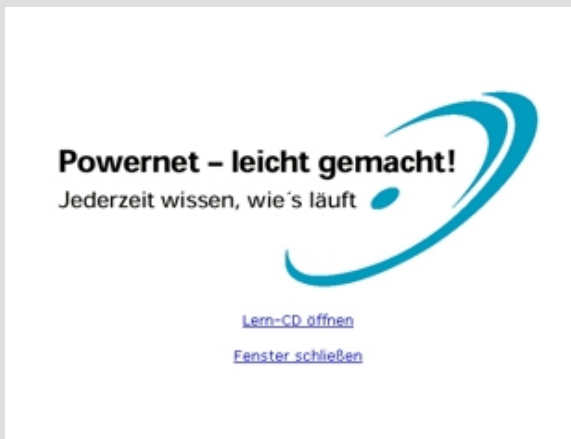 Powernet – leicht gemacht!
Jederzeit wissen, wie´s läuft
Lern-CD öffnen
Fenster schließen